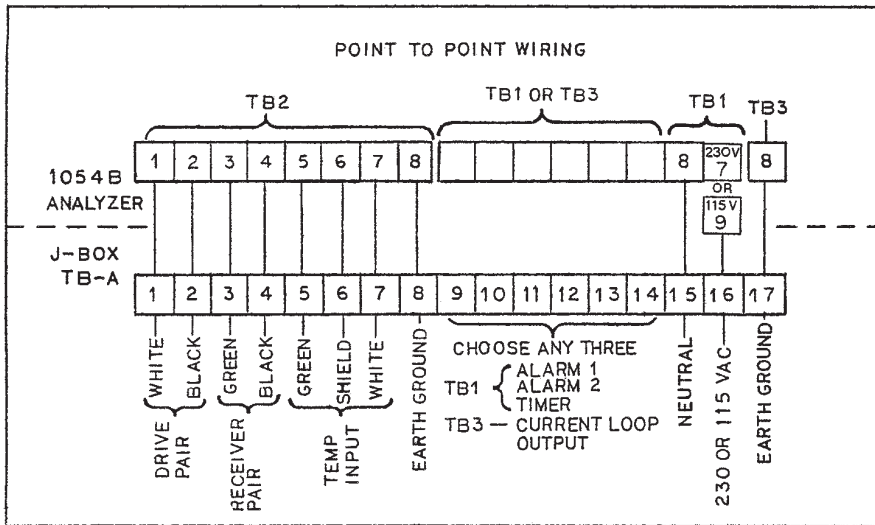 POINT TO POINT WIRING
TB2
TB1 OR TB3
TB1
TB3
1 2 3 4 5 6 7 8 8 230V 7 8
1054B
ANALYZER
OR
115 V
9
J-BOX
TB-A
1 2 3 4 5 6 7 8 9 10 11 12 13 14 15 16 17
WHITE
BLACK
GREEN
BLACK
GREEN
SHIELD
WHITE
EARTH GROUND
DRIVE
PAIR
RECEIVER
PAIR
TEMP
INPUT
CHOOSE ANY THREE
TB1
ALARM 1
ALARM 2
TIMER
TB3 — CURRENT LOOP
OUTPUT
NEUTRAL
230 OR 115 VAC
EARTH GROUND